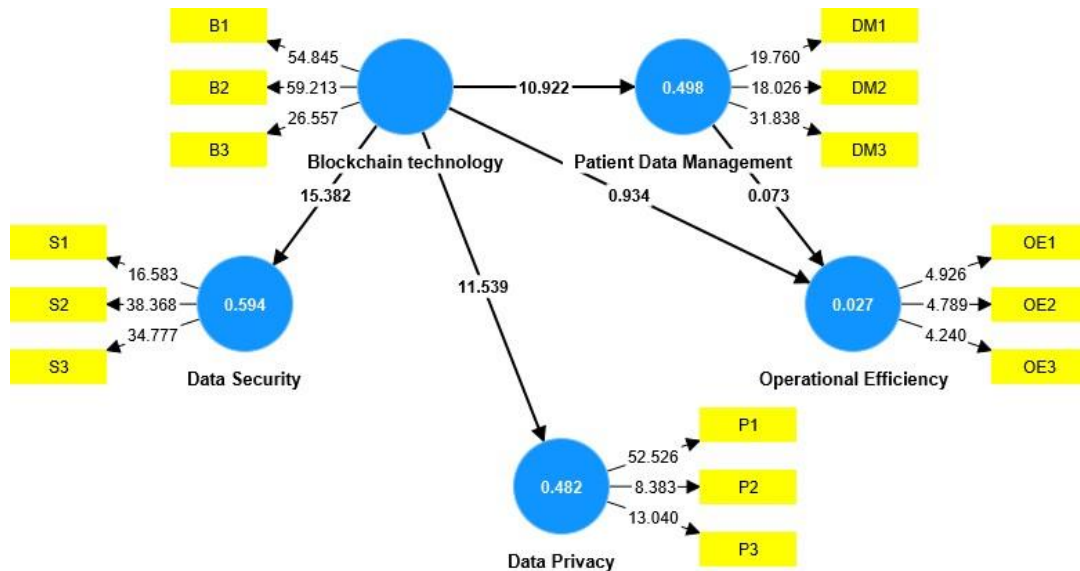 B1
B2
B3
54.845
59.213
26.557
Blockchain technology
10.922
0.498
Patient Data Management
19.760
18.026
31.838
DM1
DM2
DM3
15.382
0.934
0.073
11.539
S1
S2
S3
16.583
38.368
34.777
0.594
Data Security
0.027
Operational Efficiency
4.926
4.789
4.240
OE1
OE2
OE3
0.482
Data Privacy
52.526
8.383
13.040
P1
P2
P3